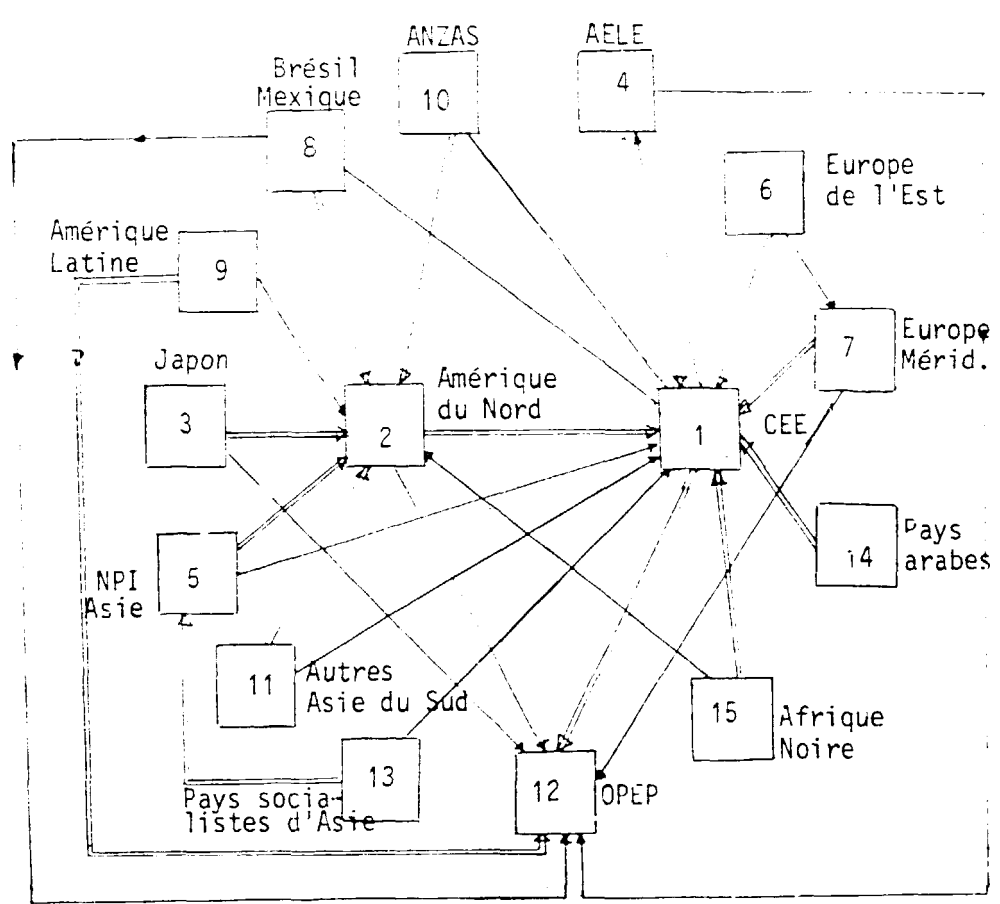 ANZAS
10
AELE
4
Brésil
Mexique
8
6
Europe
de l'Est
Amérique
Latine
9
7
Europe
Mérid.
Japon
3
2
Amérique
du Nord
1
CEE
NPI
Asie
5
14
Pays
arabes
11
Autres
Asie du Sud
15
Afrique
Noire
13
Pays socia-
listes d'Asie
12
OPEP